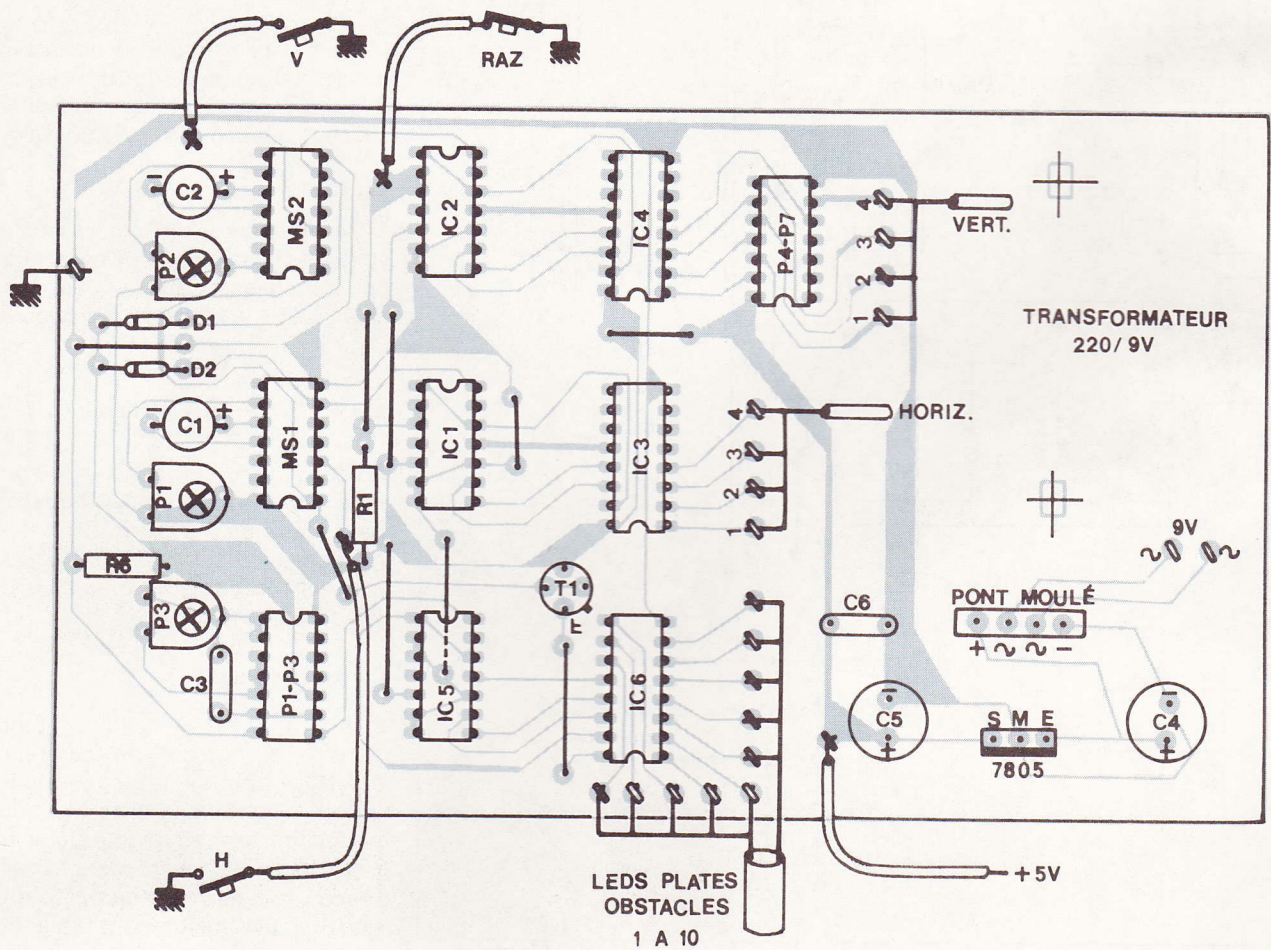 V
RAZ
C2
- +
MS2
IC2
IC4
P4-P7
4
3
2
1
VERT.
P2
D1
D2
TRANSFORMATEUR
220/9V
C1
- +
MS1
IC1
IC3
4
3
2
1
HORIZ.
P1
R1
9V
~ ~
R6
T1
E
P3
C3
P1-P3
IC5
IC6
C6
PONT MOULÉ
+ ~ ~ -
-
C5
+
S M E
7805
-
C4
+
H
+5V
LEDS PLATES
OBSTACLES
1 A 10